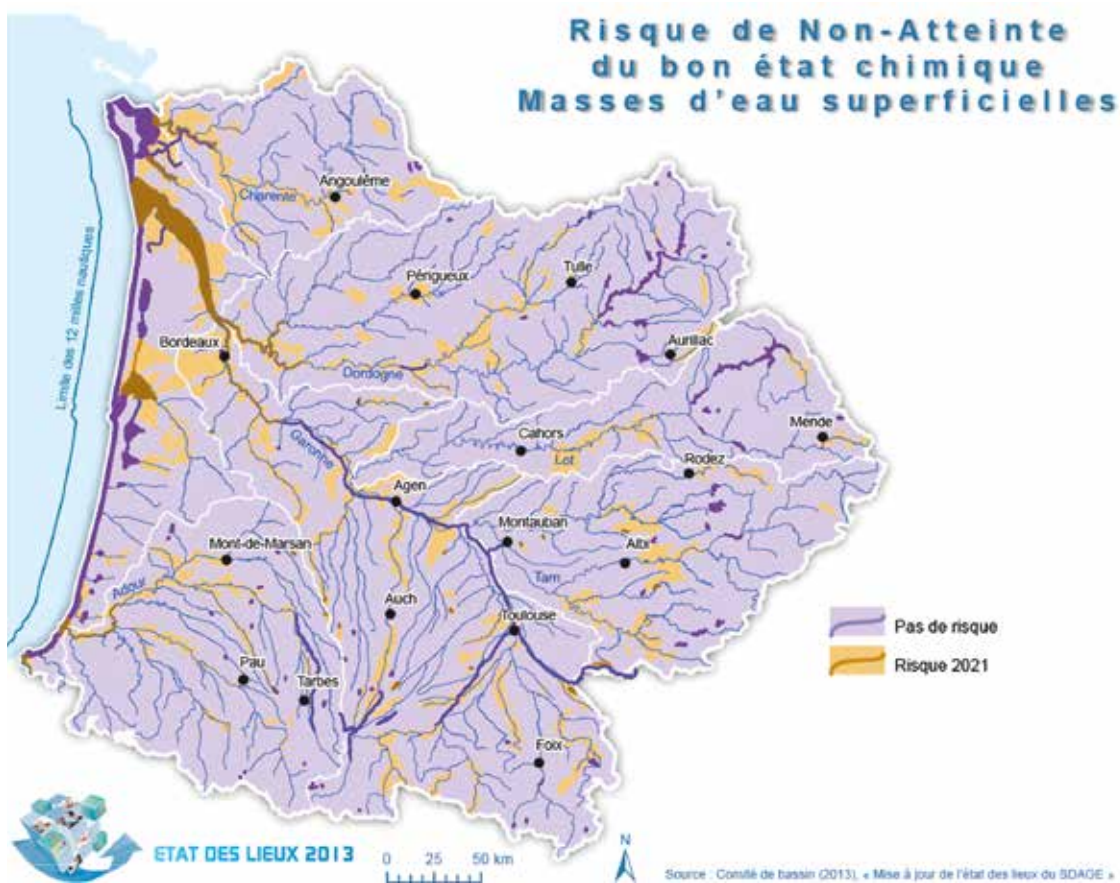 Risque de Non-Atteinte
du bon état chimique
Masses d'eau superficielles
Limite des 12 milles nautiques
Charente
Angoulême
Périgueux
Tulle
Bordeaux
Aurillac
Dordogne
Mende
Cahors
Lot
Garonne
Rodez
Agen
Montauban
Mont-de-Marsan
Albi
Tarn
Adour
Auch
Toulouse
Pau
Tarbes
Foix
Pas de risque
Risque 2021
ETAT DES LIEUX 2013
0 25 50 km
N
Source : Comité de bassin (2013), « Mise à jour de l'état des lieux du SDAGE